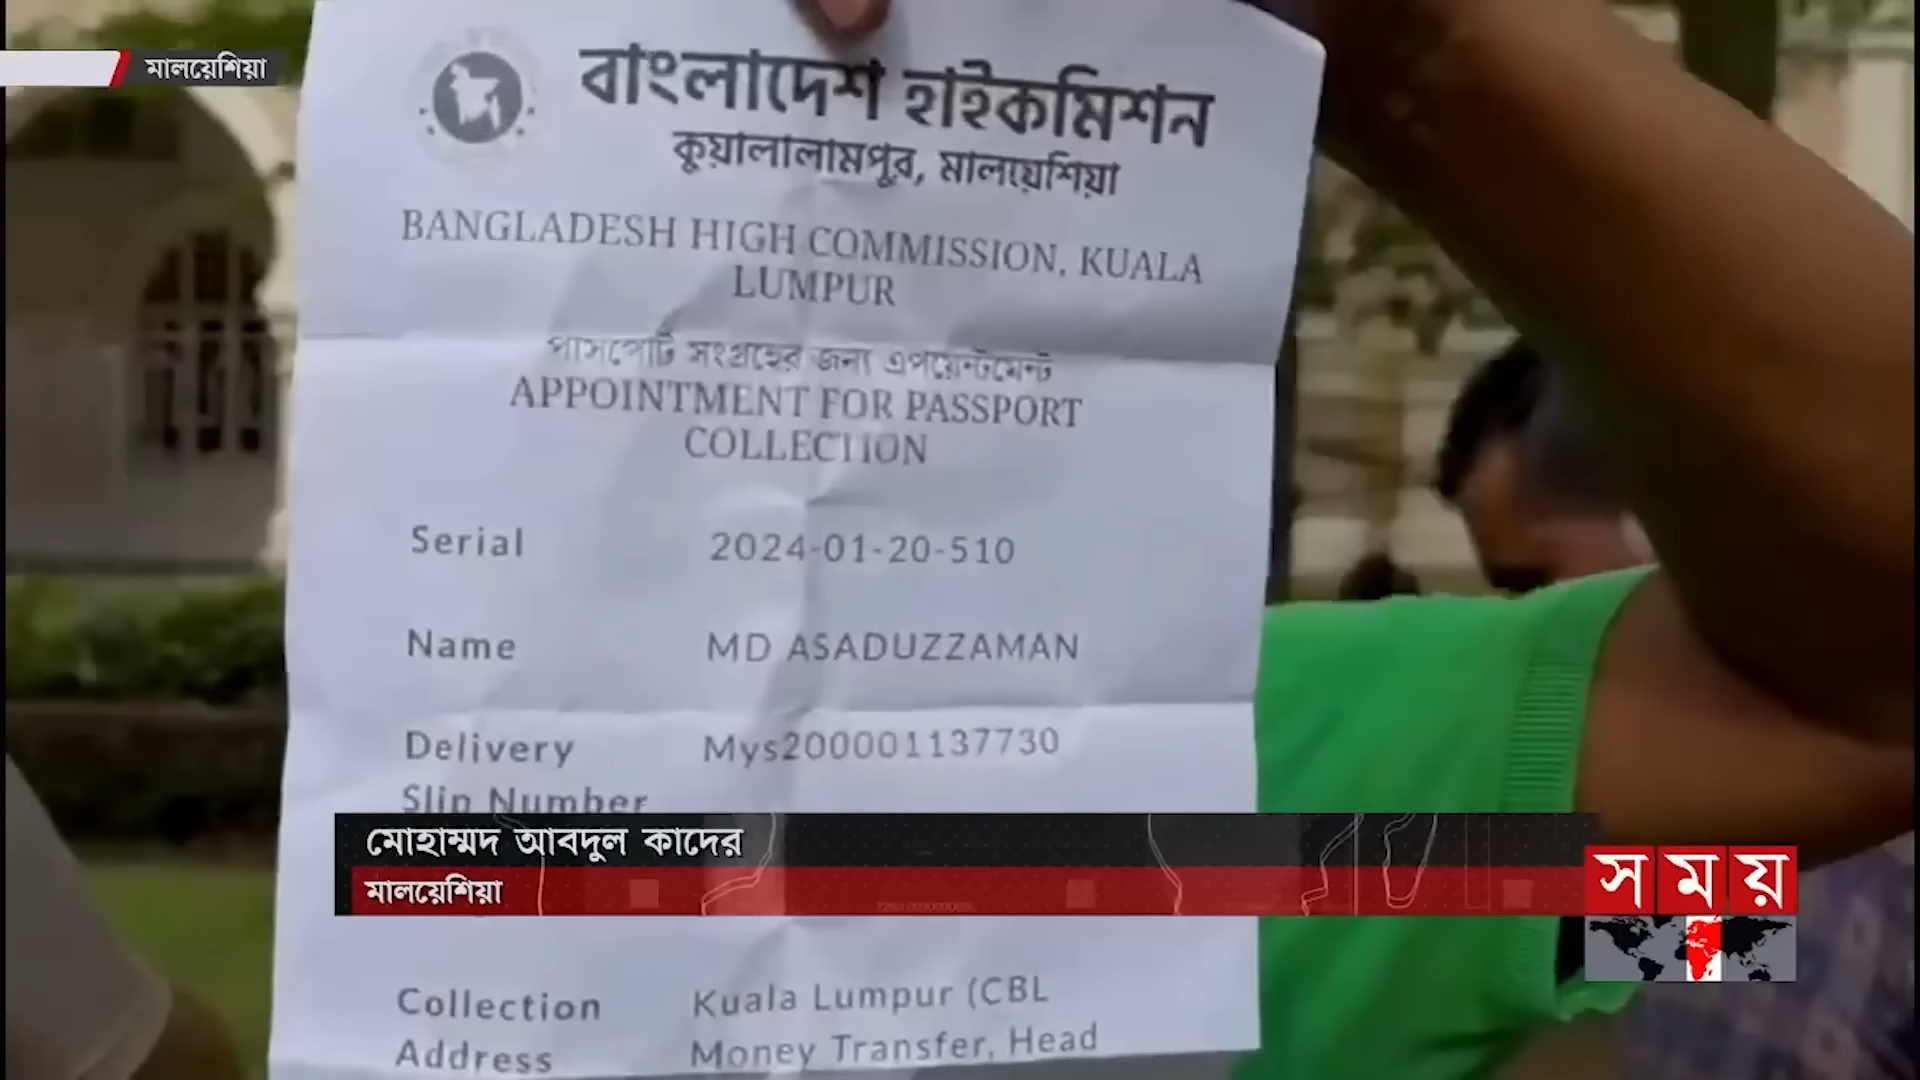 মালয়েশিয়া
বাংলাদেশ হাইকমিশন
কুয়ালালামপুর, মালয়েশিয়া
BANGLADESH HIGH COMMISSION, KUALA
LUMPUR
পাসপোর্ট সংগ্রহের জন্য এপয়েন্টমেন্ট
APPOINTMENT FOR PASSPORT
COLLECTION
Serial 2024-01-20-510
Name MD ASADUZZAMAN
Delivery Mys200001137730
Slip Number
মোহাম্মদ আবদুল কাদের
মালয়েশিয়া
সময়
Collection Kuala Lumpur (CBL
Address Money Transfer, Head